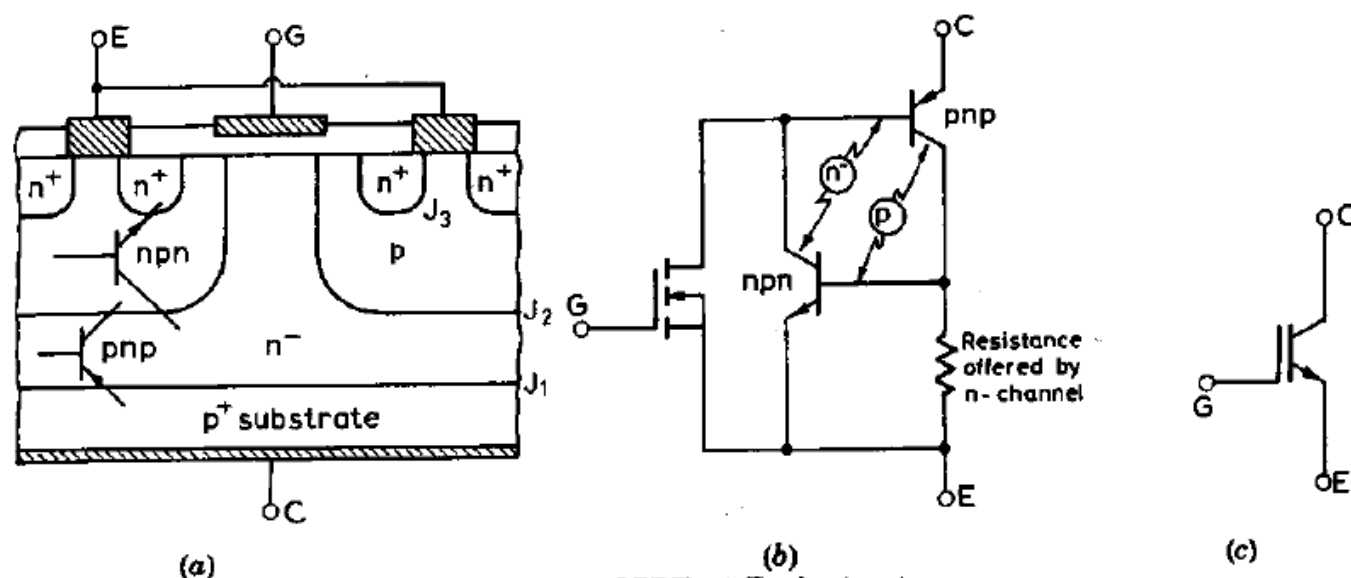 E
G
n+
n+
n+
n+
J3
npn
p
J2
pnp
n-
J1
p+ substrate
C
(a)
C
pnp
n-
p
npn
G
Resistance
offered by
n-channel
E
(b)
C
G
E
(c)